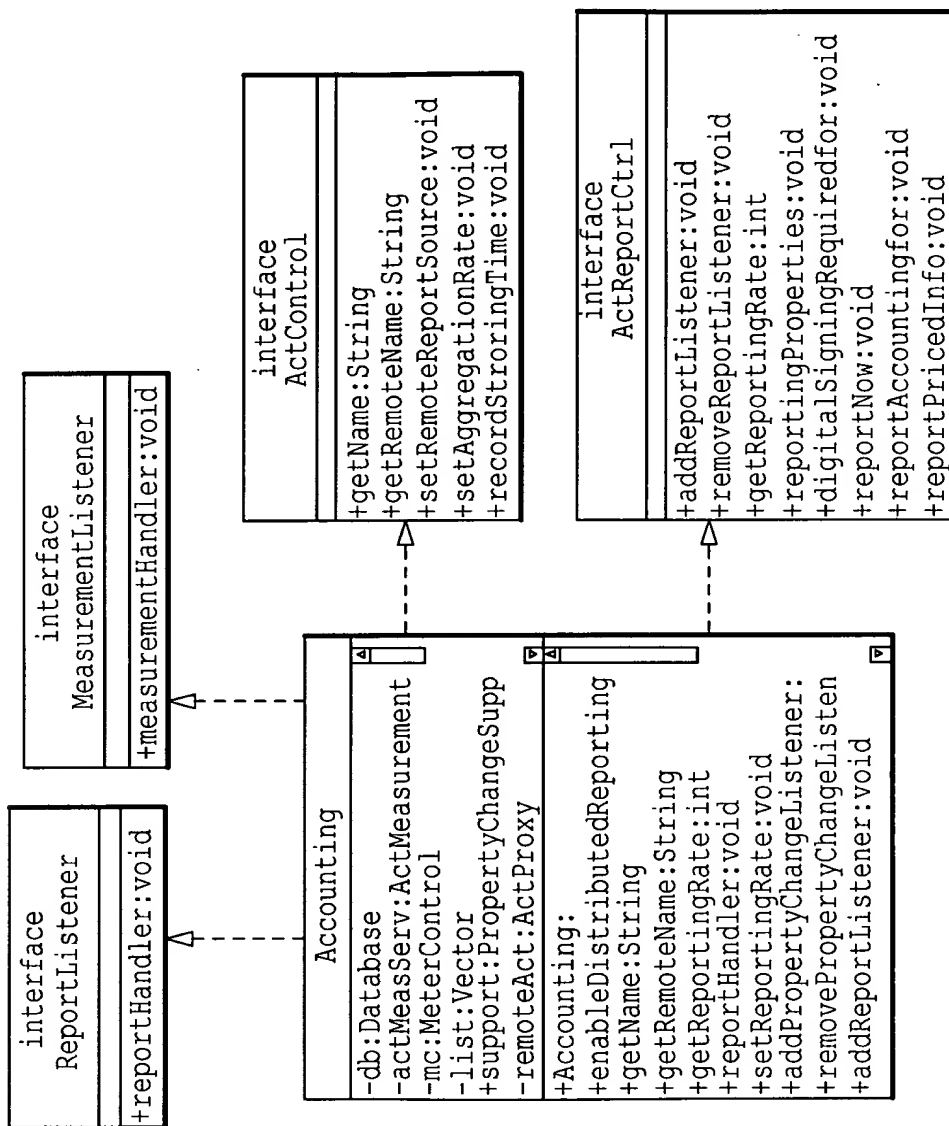 interface
ReportListener
+reportHandler:void
interface
MeasurementListener
+measurementHandler:void
Accounting
-db:Database
-actMeasServ:ActMeasurement
-mc:MeterControl
-list:Vector
+support:PropertyChangeSupp
-remoteAct:ActProxy
+Accounting:
+enableDistributedReporting
+getName:String
+getRemoteName:String
+getReportingRate:int
+reportHandler:void
+setReportingRate:void
+addPropertyChangeListener:
+removePropertyChangeListen
+addReportListener:void
interface
ActControl
+getName:String
+getRemoteName:String
+setRemoteReportSource:void
+setAggregationRate:void
+recordStroringTime:void
interface
ActReportCtrl
+addReportListener:void
+removeReportListener:void
+getReportingRate:int
+reportingProperties:void
+digitalSigningRequiredfor:void
+reportNow:void
+reportAccountingfor:void
+reportPricedInfo:void